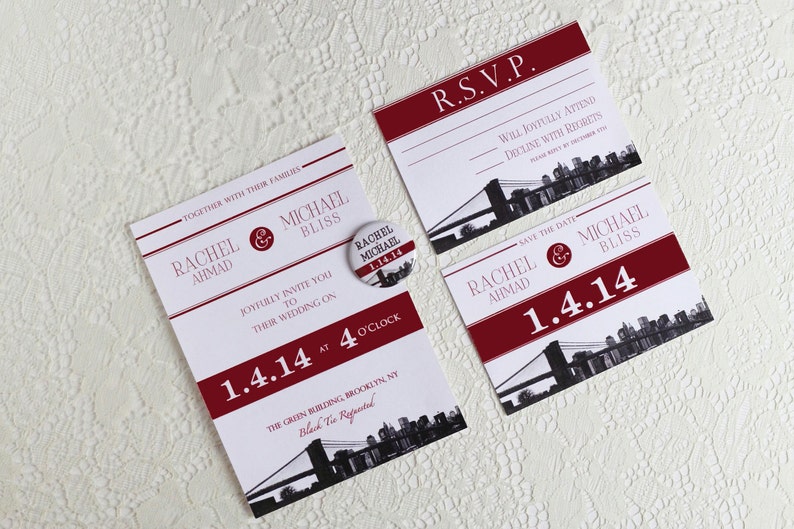 TOGETHER WITH THEIR FAMILIES
RACHEL
AHMAD
&
MICHAEL
BLISS
JOYFULLY INVITE YOU
TO
THEIR WEDDING ON
1.4.14 AT 4 O'CLOCK
THE GREEN BUILDING, BROOKLYN, NY
Black Tie Requested
RACHEL
MICHAEL
1.14.14
R.S.V.P.
WILL JOYFULLY ATTEND
DECLINE WITH REGRETS
PLEASE REPLY BY DECEMBER 5TH
SAVE THE DATE
RACHEL
AHMAD
&
MICHAEL
BLISS
1.4.14